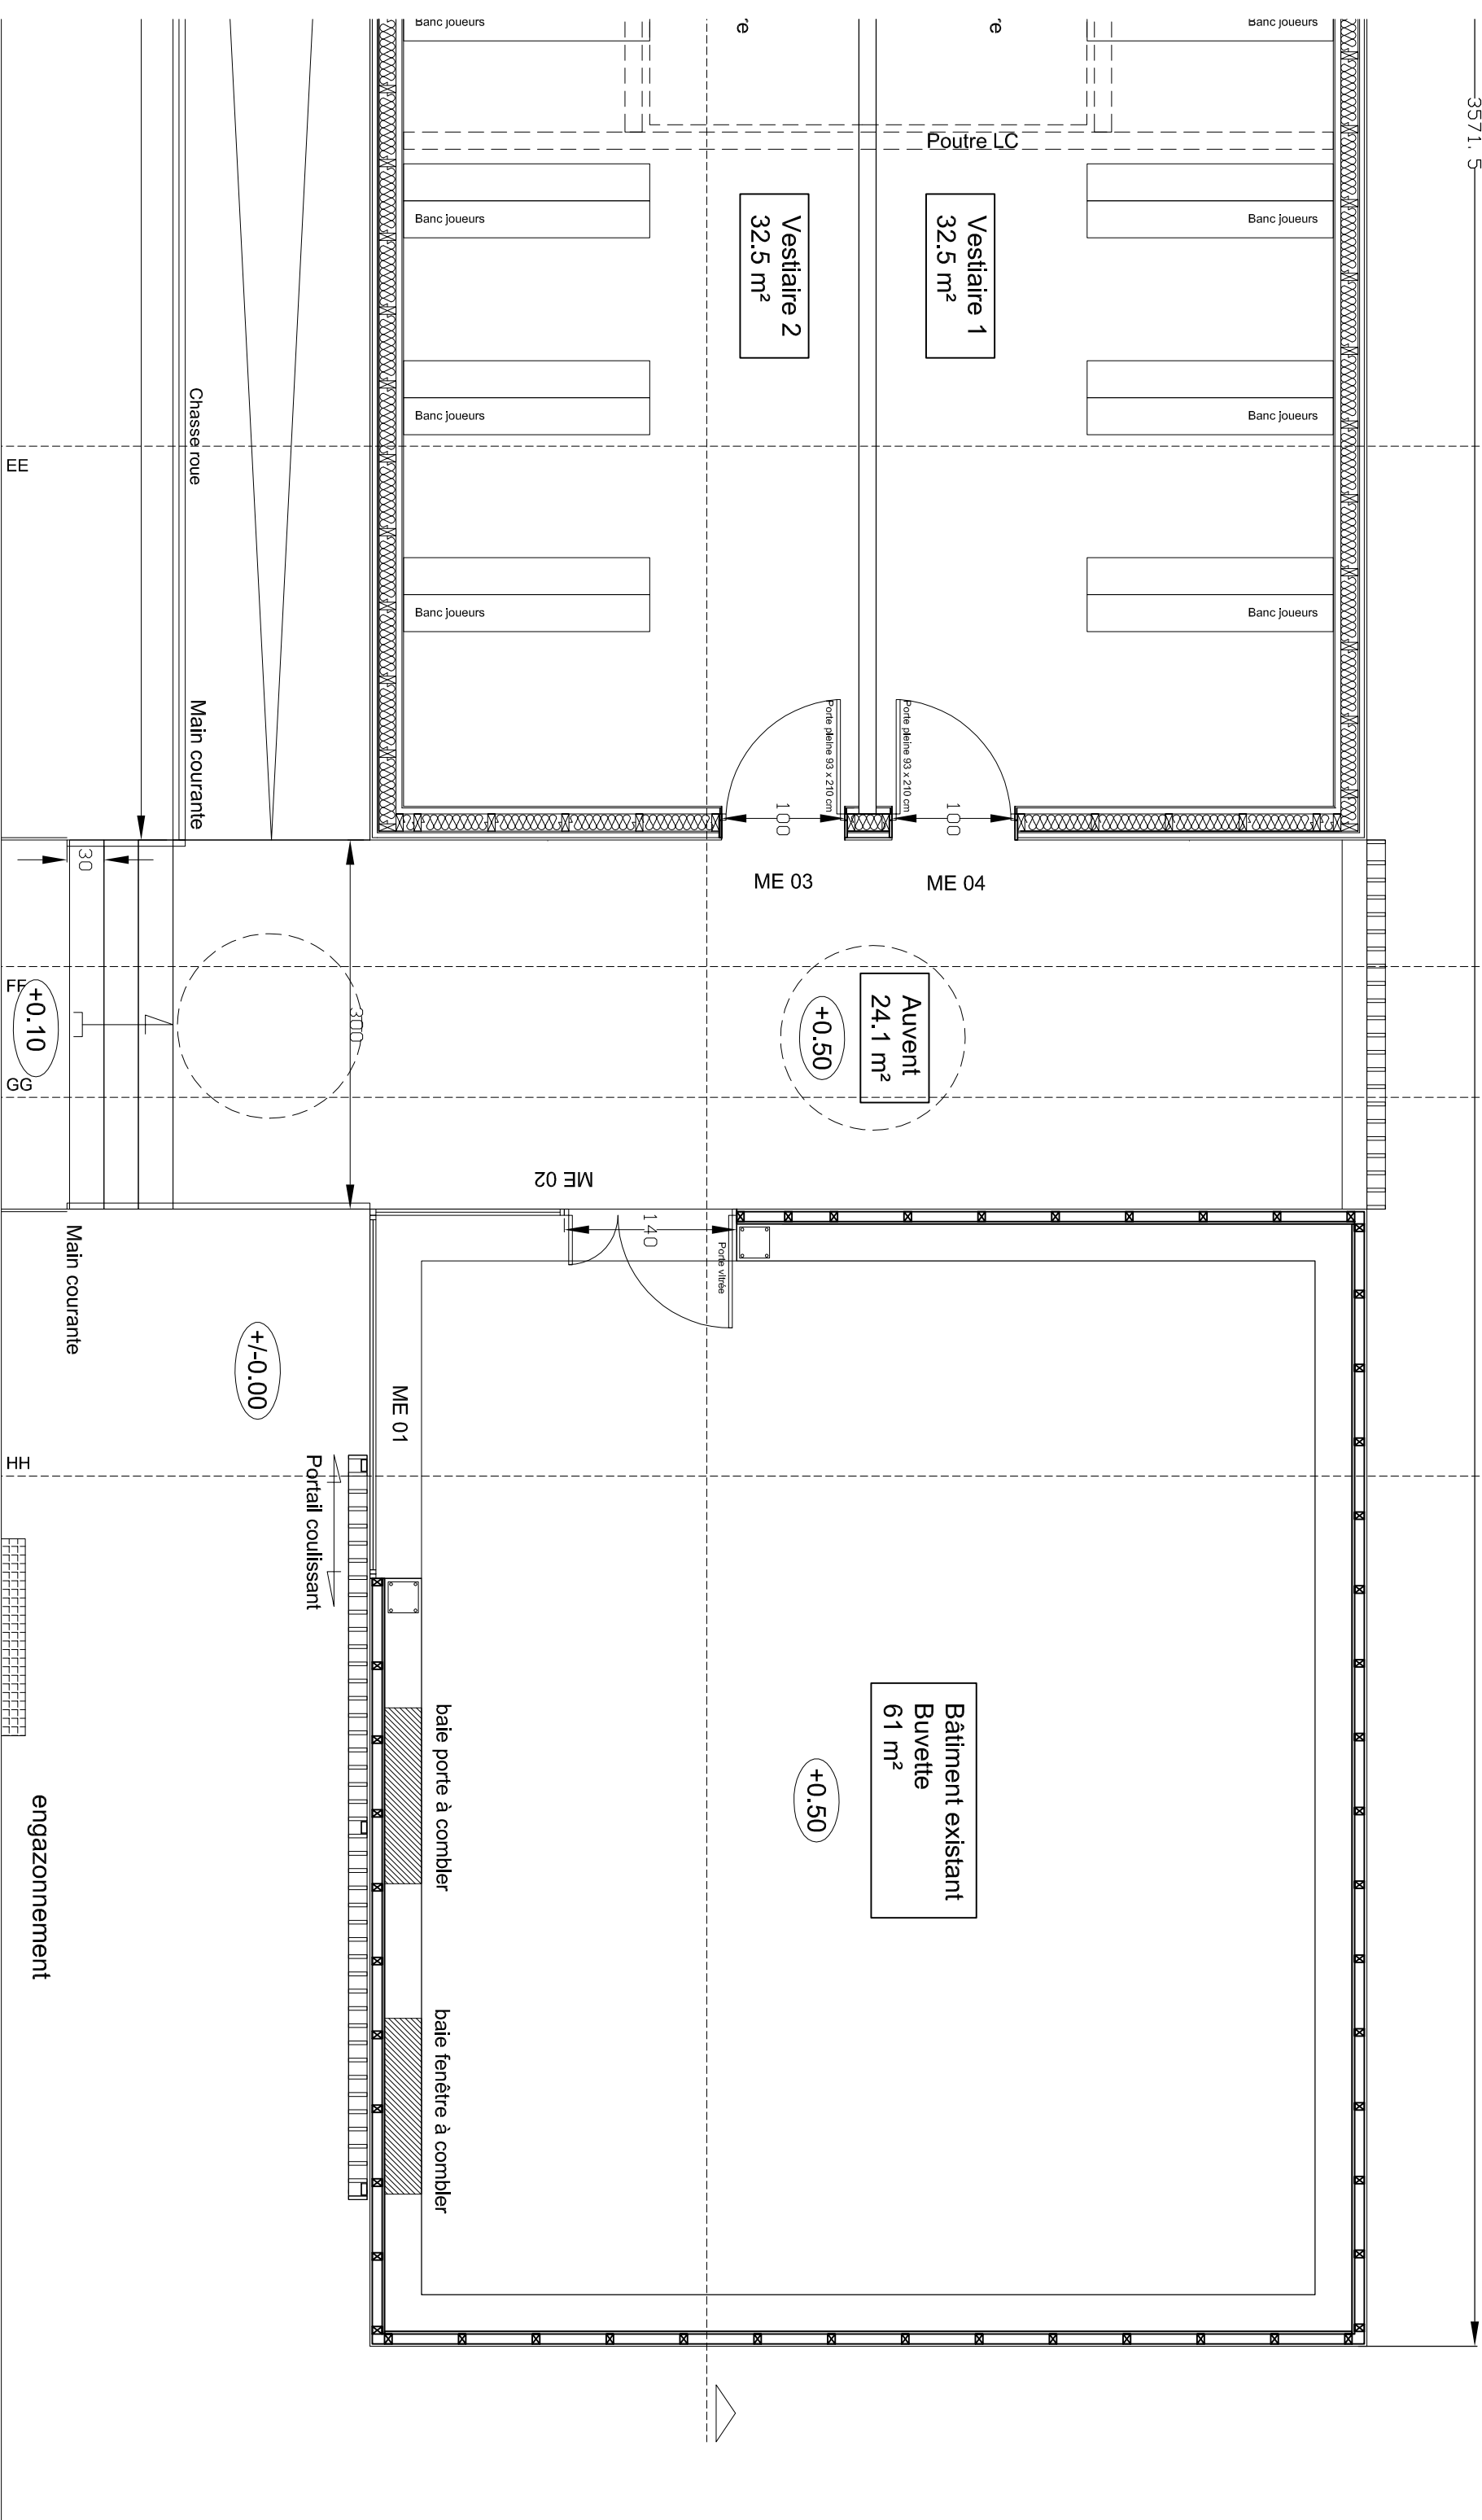 Banc joueurs
re
re
Banc joueurs
3571.5
Poutre LC
Banc joueurs
Vestiaire 2
32.5 m²
Vestiaire 1
32.5 m²
Banc joueurs
Chasse roue
Banc joueurs
Banc joueurs
EE
Banc joueurs
Banc joueurs
Main courante
Porte pleine 93 x 210 cm
Porte pleine 93 x 210 cm
100
100
30
ME 03
ME 04
FF
+0.10
300
Auvent
24.1 m²
+0.50
GG
ME 02
140
Porte vitrée
Main courante
+/-0.00
ME 01
HH
Portail coulissant
Bâtiment existant
Buvette
61 m²
+0.50
baie porte à combler
engazonnement
baie fenêtre à combler